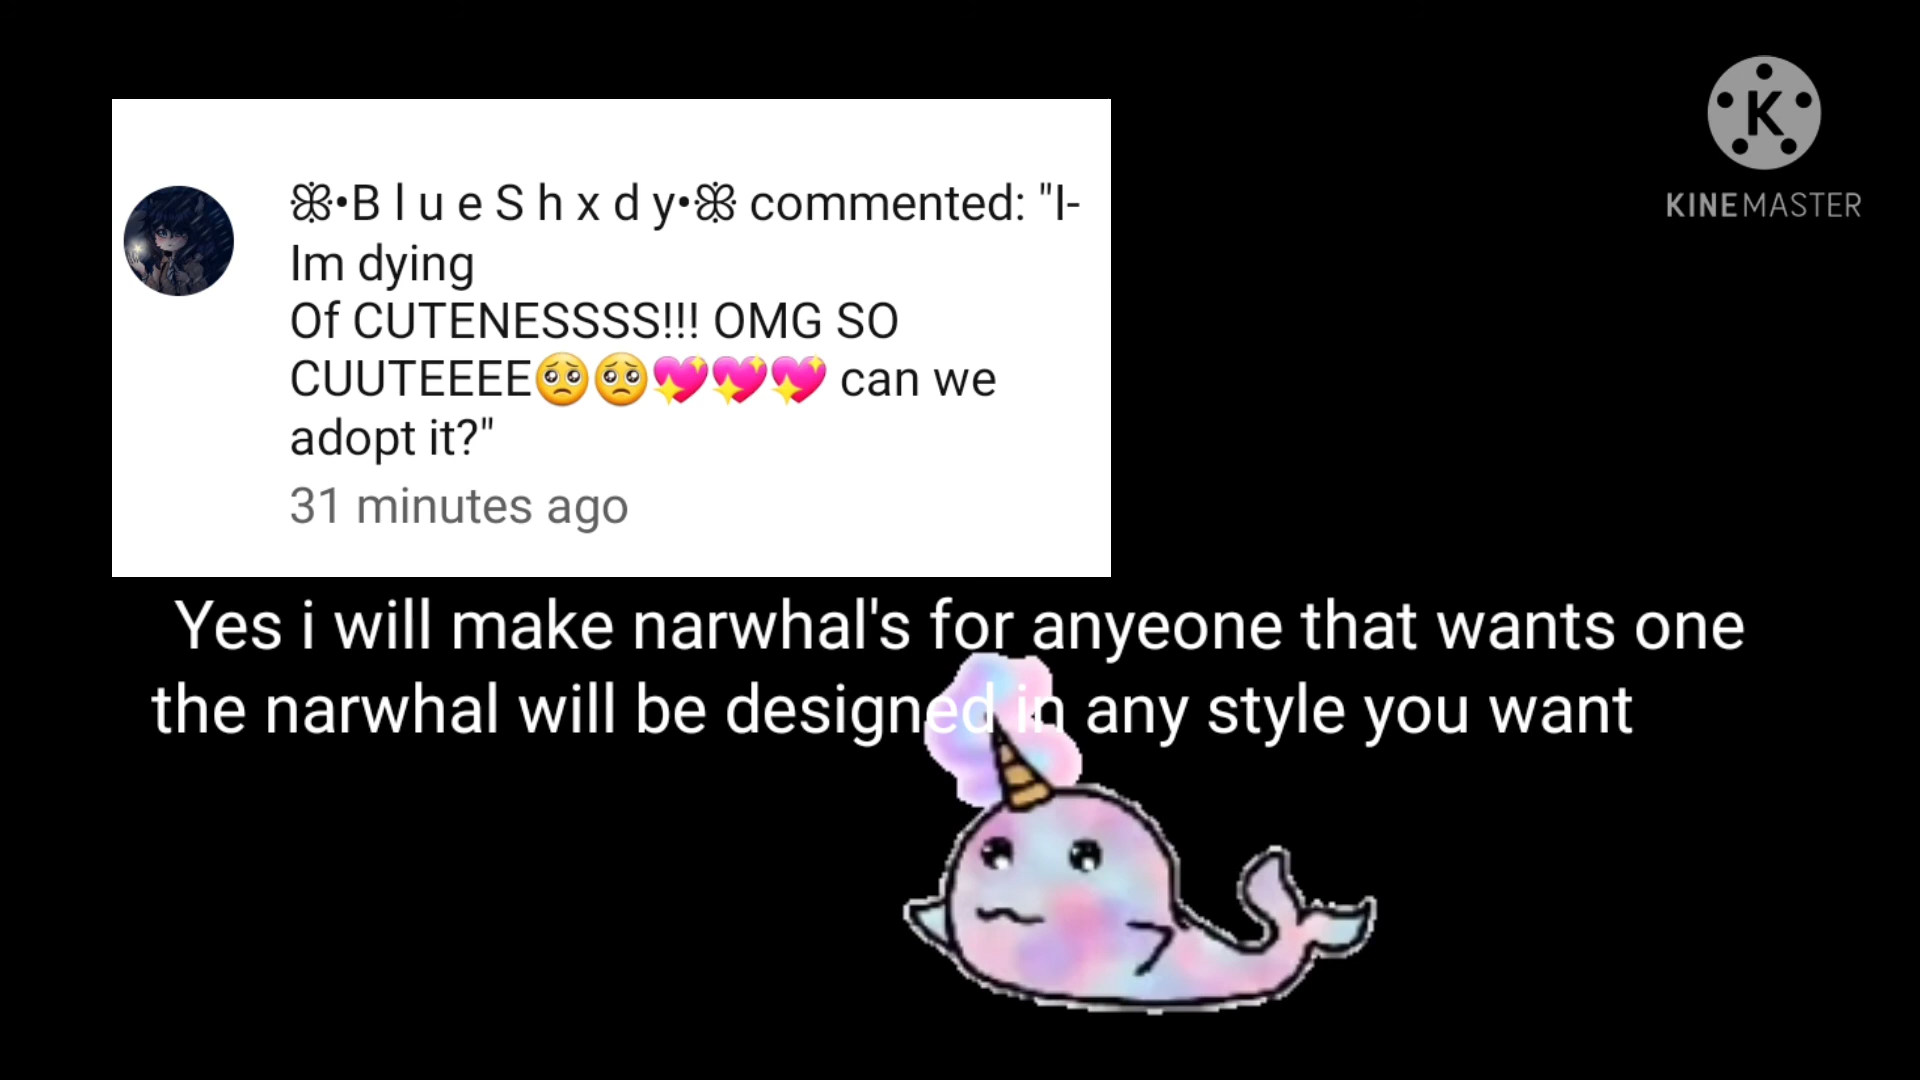 ꕥ•B l u e S h x d y•ꕥ commented: "I-
Im dying
Of CUTENESSSS!!! OMG SO
CUUTEEEE🥺🥺💖💖💖 can we
adopt it?"
31 minutes ago
K
KINEMASTER
Yes i will make narwhal's for anyeone that wants one
the narwhal will be designed in any style you want